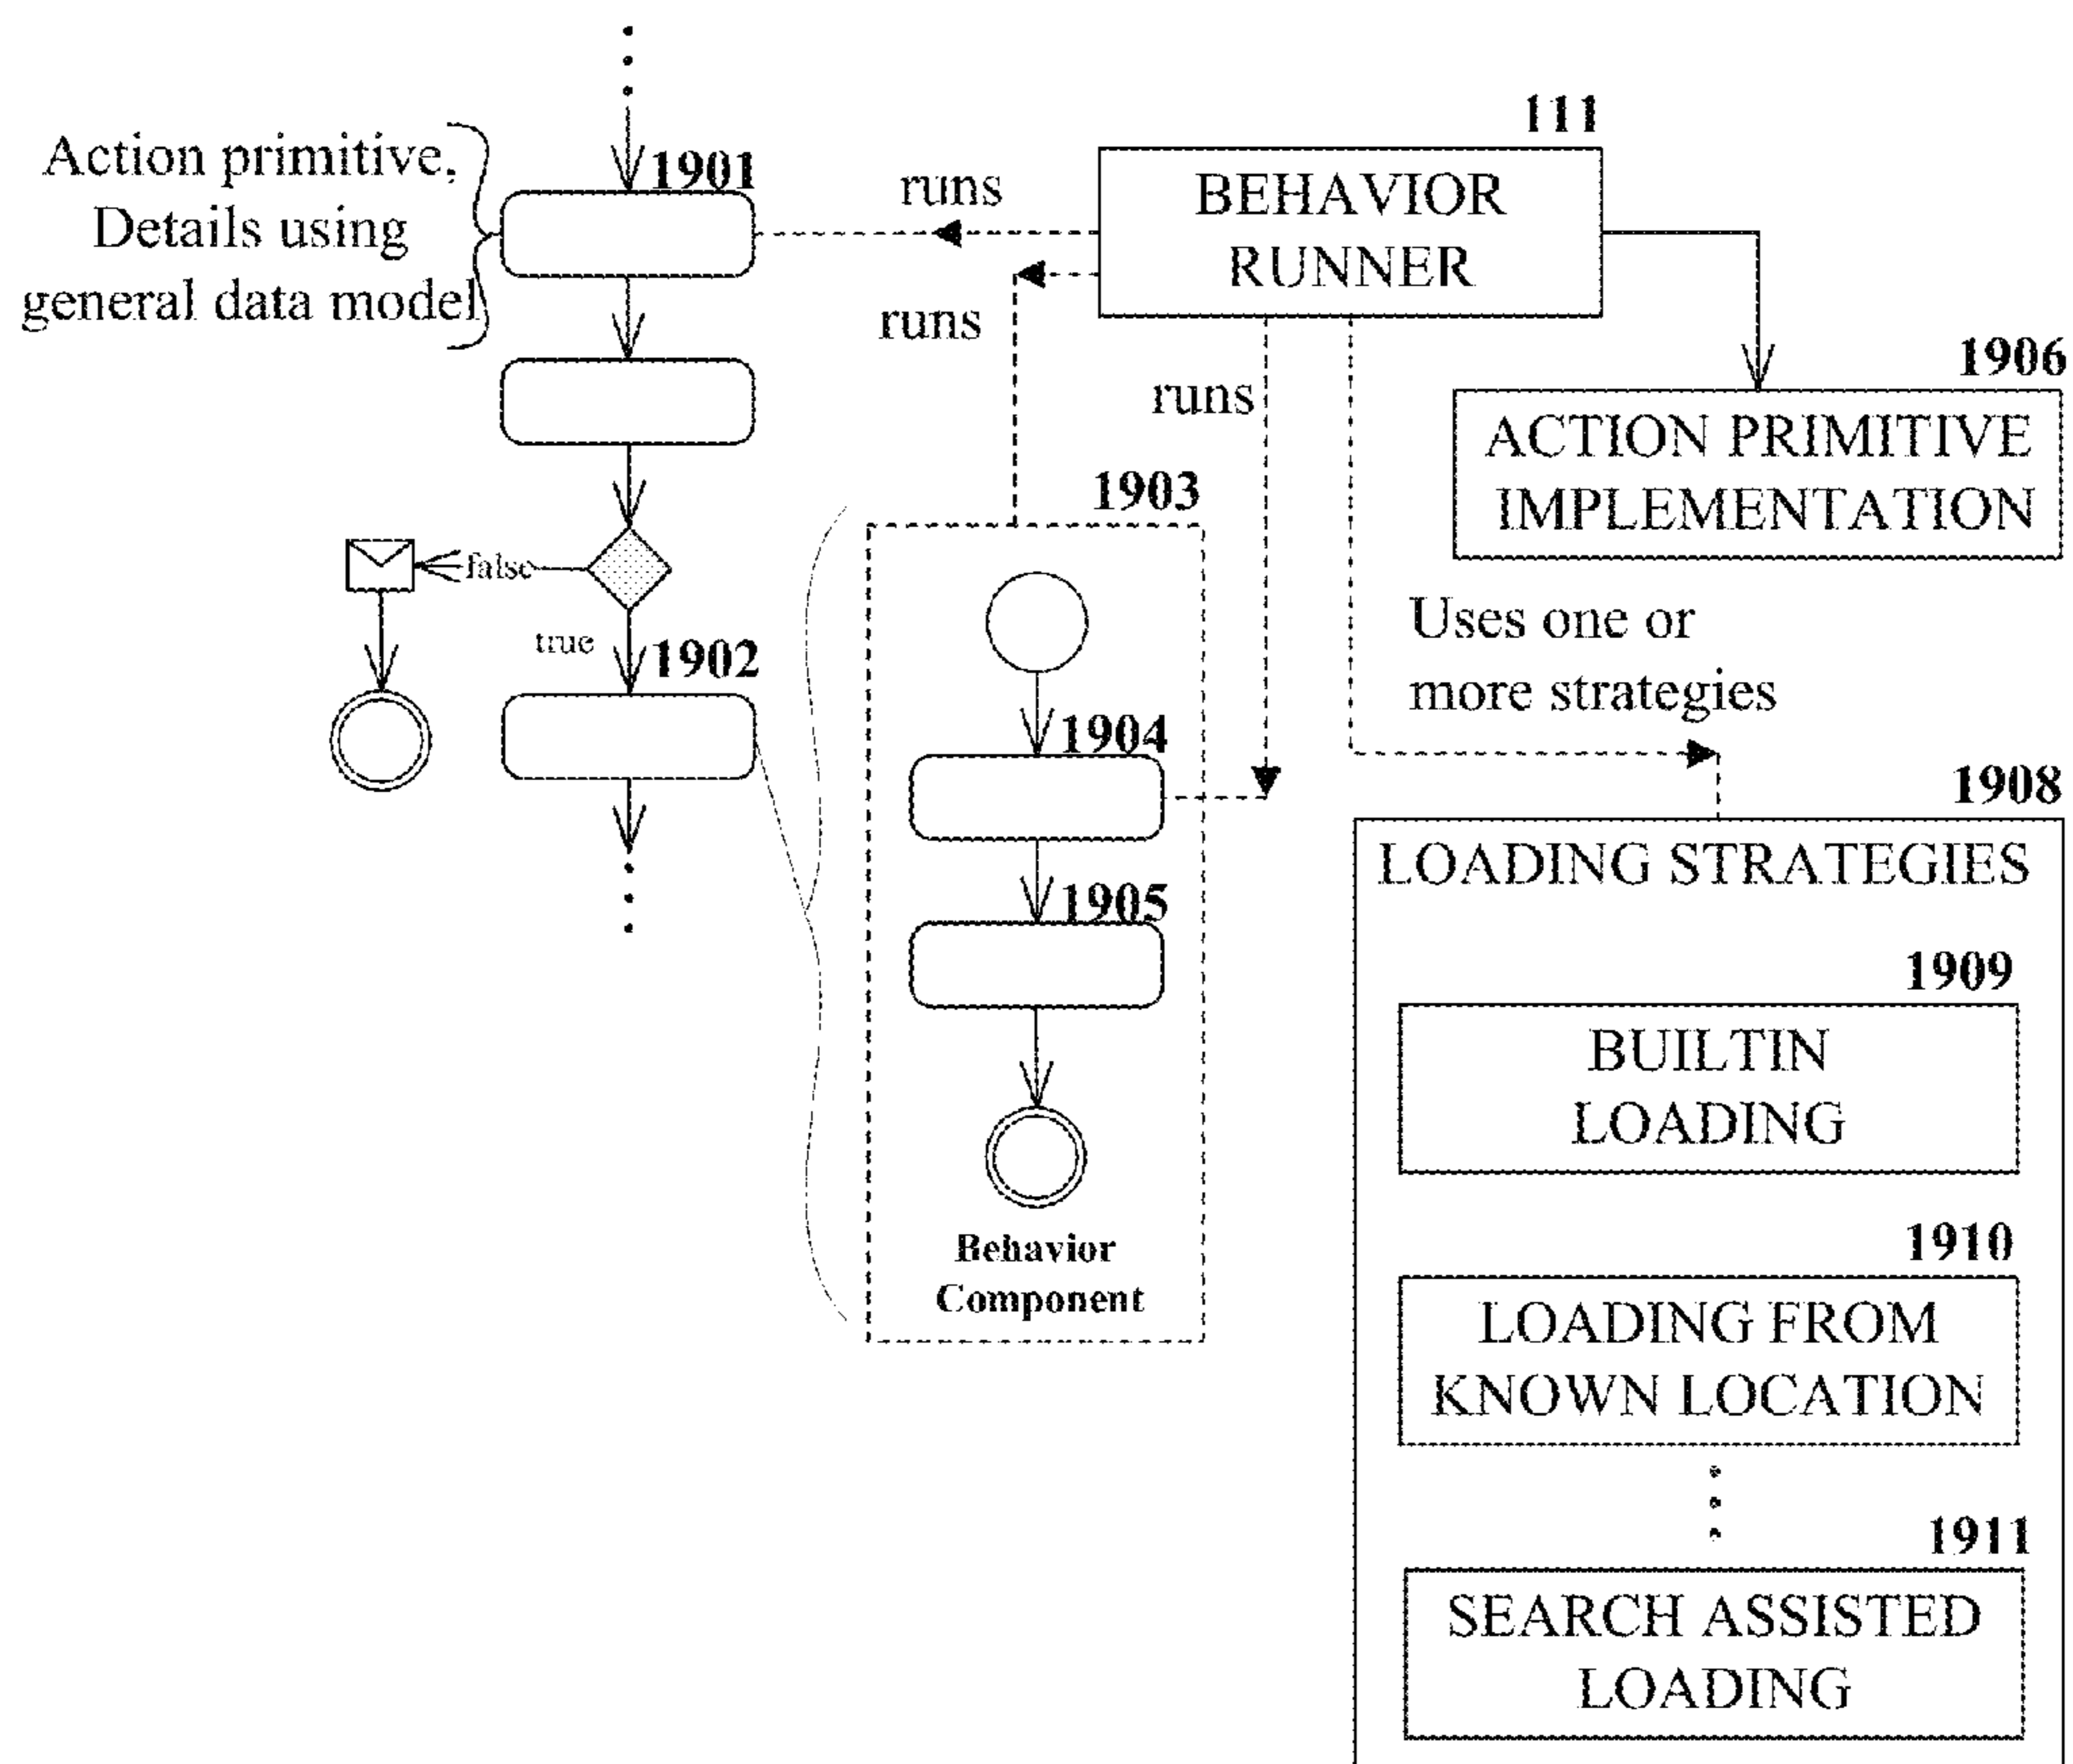 Action primitive,
Details using
general data model
1901
runs
111
BEHAVIOR
RUNNER
runs
runs
1906
ACTION PRIMITIVE
IMPLEMENTATION
false
true
1902
1903
1904
1905
Behavior
Component
Uses one or
more strategies
1908
LOADING STRATEGIES
1909
BUILTIN
LOADING
1910
LOADING FROM
KNOWN LOCATION
1911
SEARCH ASSISTED
LOADING